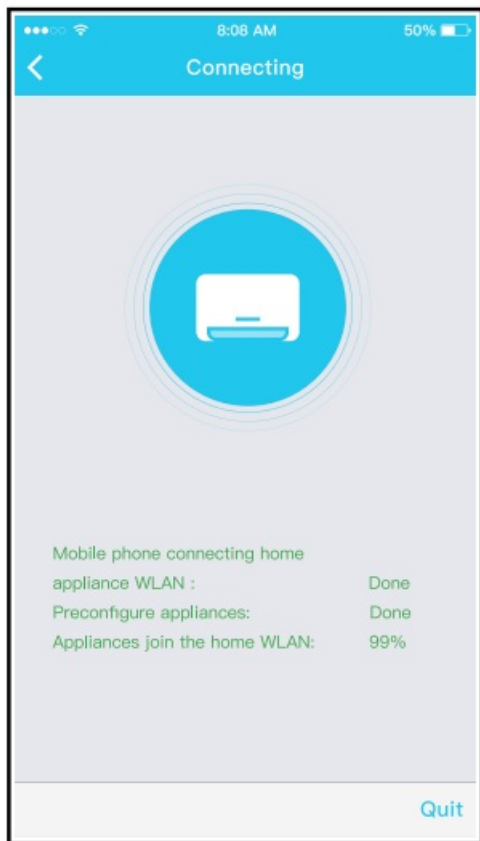 8:08 AM
50%
Connecting
Mobile phone connecting home
appliance WLAN : Done
Preconfigure appliances: Done
Appliances join the home WLAN: 99%
Quit